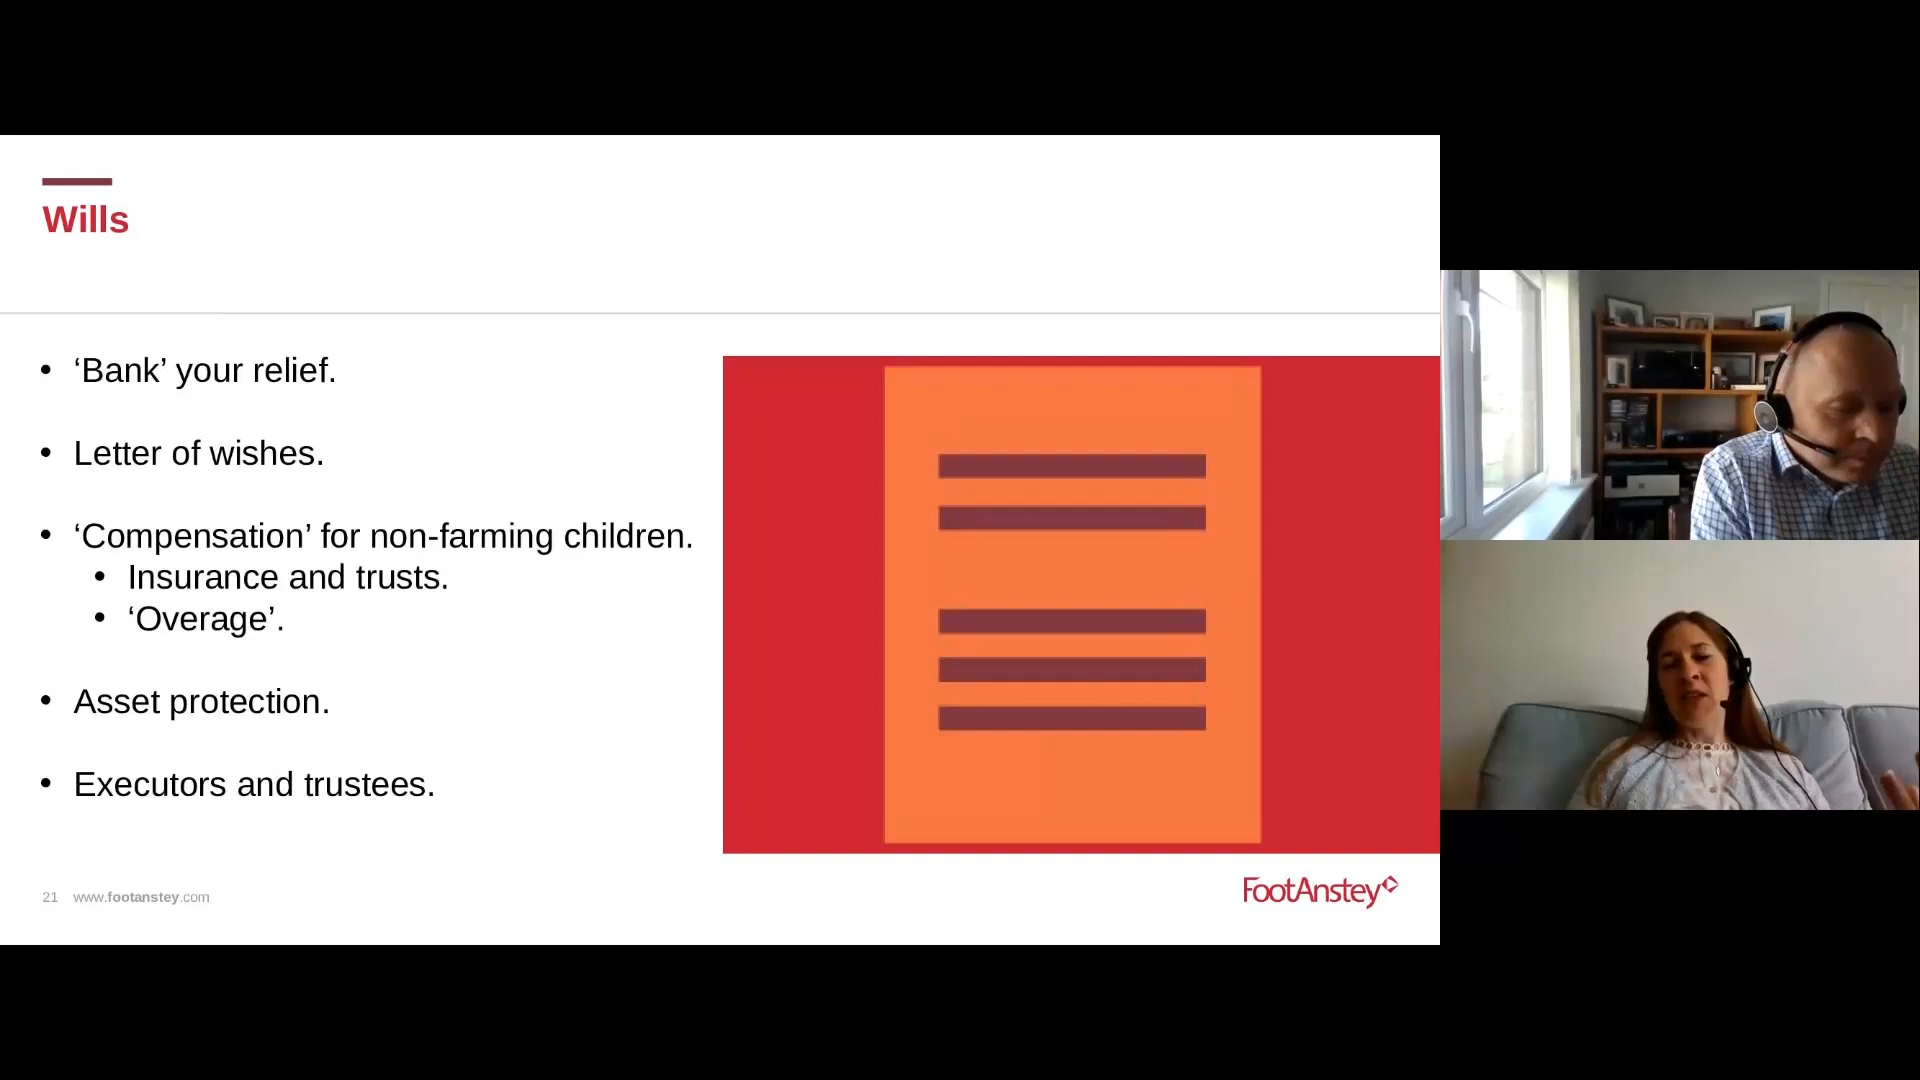 Wills
• ‘Bank’ your relief.
• Letter of wishes.
• ‘Compensation’ for non-farming children.
• Insurance and trusts.
• ‘Overage’.
• Asset protection.
• Executors and trustees.
21 www.footanstey.com
FootAnstey